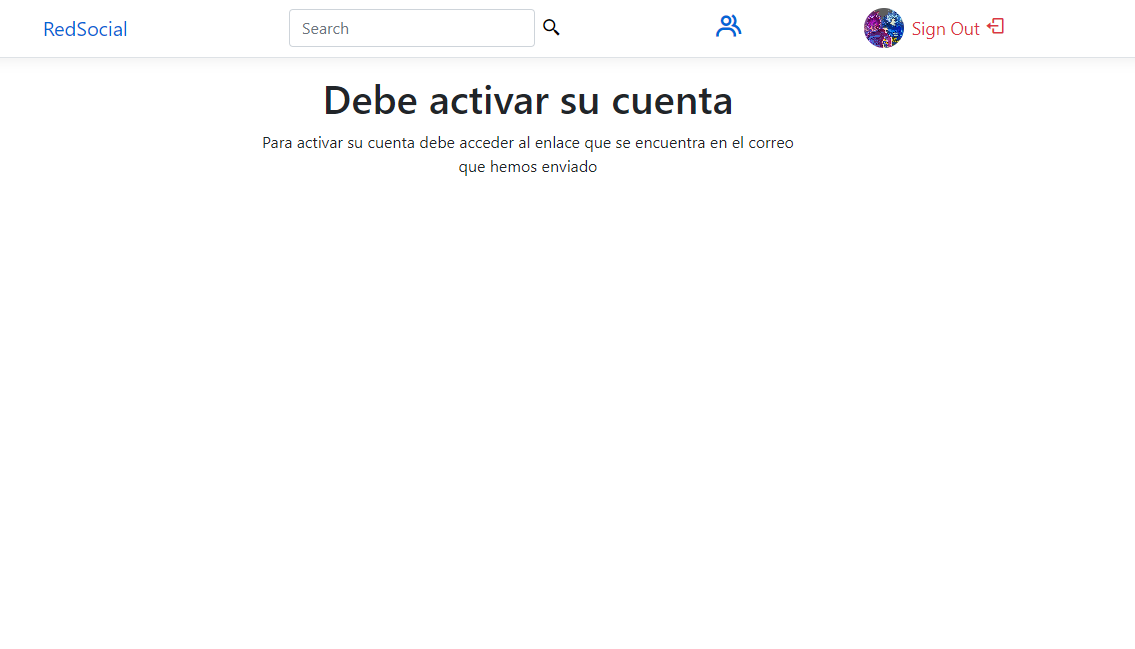 RedSocial
Search
Sign Out
Debe activar su cuenta
Para activar su cuenta debe acceder al enlace que se encuentra en el correo
que hemos enviado